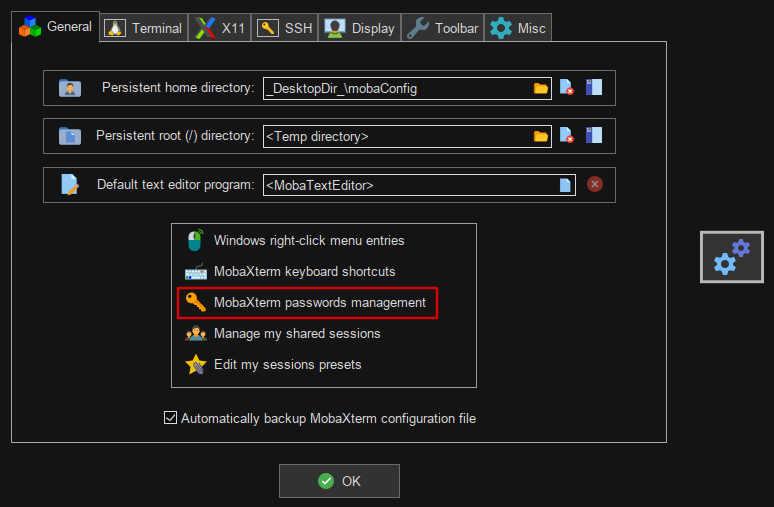 General Terminal X11 SSH Display Toolbar Misc
Persistent home directory: _DesktopDir_\mobaConfig
Persistent root (/) directory: <Temp directory>
Default text editor program: <MobaTextEditor>
Windows right-click menu entries
MobaXterm keyboard shortcuts
MobaXterm passwords management
Manage my shared sessions
Edit my sessions presets
Automatically backup MobaXterm configuration file
OK